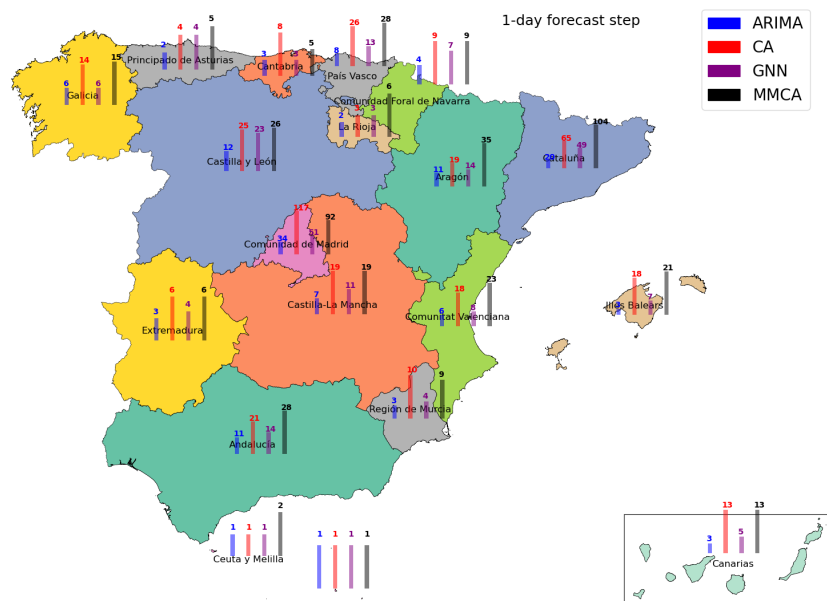 1-day forecast step
ARIMA
CA
GNN
MMCA
2 4 4 5
Principado de Asturias
3 8 3 5
Cantabria
8 26 13 28
País Vasco
4 9 7 9
Comunidad Foral de Navarra
6 14 6 15
Galicia
2 3 3 6
La Rioja
12 25 23 26
Castilla y León
11 19 14 35
Aragón
29 65 49 104
Cataluña
34 117 51 92
Comunidad de Madrid
7 19 11 19
Castilla-La Mancha
6 18 8 23
Comunitat Valenciana
3 18 7 21
Illes Balears
3 6 4 6
Extremadura
3 10 4 9
Región de Murcia
11 21 14 28
Andalucía
1 1 1 2
Ceuta y Melilla
1 1 1 1
3 13 5 13
Canarias